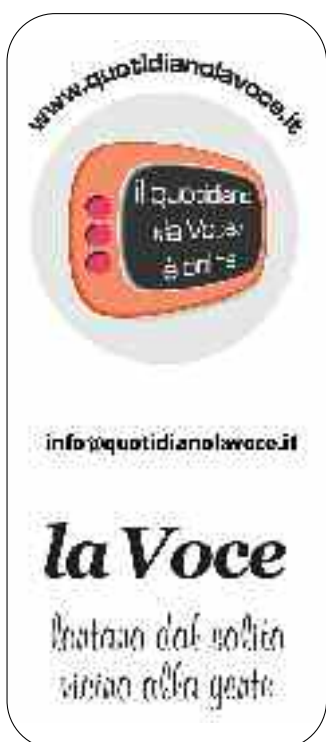 www.quotidianolavoce.it
il quotidiano
«la Voce»
è online
info@quotidianolavoce.it
la Voce
lontano dal solito
vicino alla gente